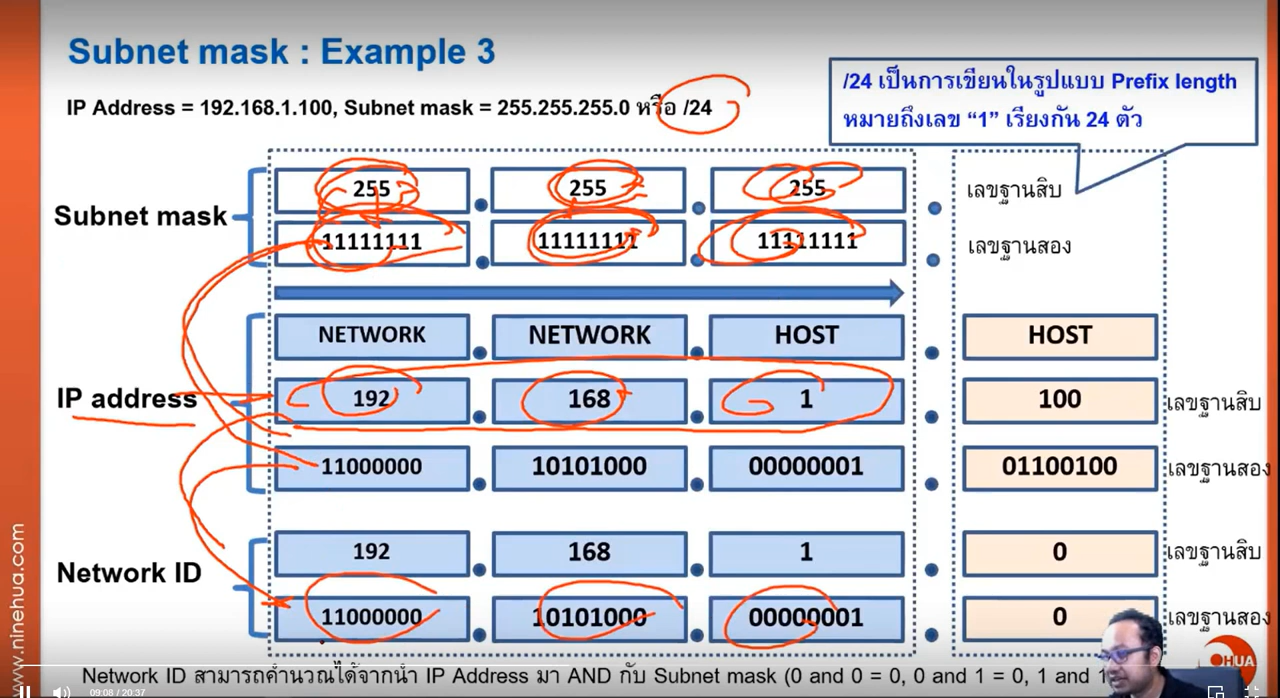 Subnet mask : Example 3
IP Address = 192.168.1.100, Subnet mask = 255.255.255.0 หรือ /24
/24 เป็นการเขียนในรูปแบบ Prefix length
หมายถึงเลข “1” เรียงกัน 24 ตัว
Subnet mask
255 . 255 . 255 . เลขฐานสิบ
11111111 . 11111111 . 11111111 . เลขฐานสอง
IP address
NETWORK . NETWORK . HOST . HOST
192 . 168 . 1 . 100 เลขฐานสิบ
11000000 . 10101000 . 00000001 . 01100100 เลขฐานสอง
Network ID
192 . 168 . 1 . 0 เลขฐานสิบ
11000000 . 10101000 . 00000001 . 0 เลขฐานสอง
Network ID สามารถคำนวณได้จากนำ IP Address มา AND กับ Subnet mask (0 and 0 = 0, 0 and 1 = 0, 1 and 1
www.ninehua.com
HUA
09:08 / 20:37